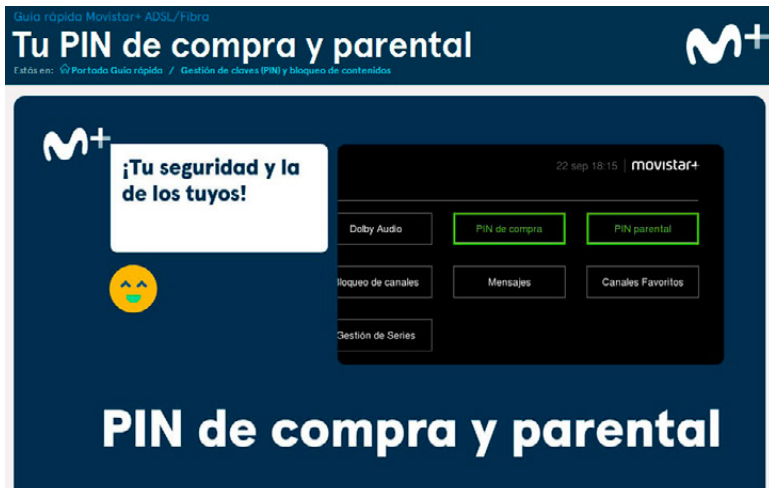 Guía rápida Movistar+ ADSL/Fibra
Tu PIN de compra y parental
M+
Estás en: Portada Guía rápida / Gestión de claves (PIN) y bloqueo de contenidos
M+
¡Tu seguridad y la
de los tuyos!
22 sep 18:15 | movistar+
Dolby Audio
PIN de compra
PIN parental
loqueo de canales
Mensajes
Canales Favoritos
Gestión de Series
PIN de compra y parental